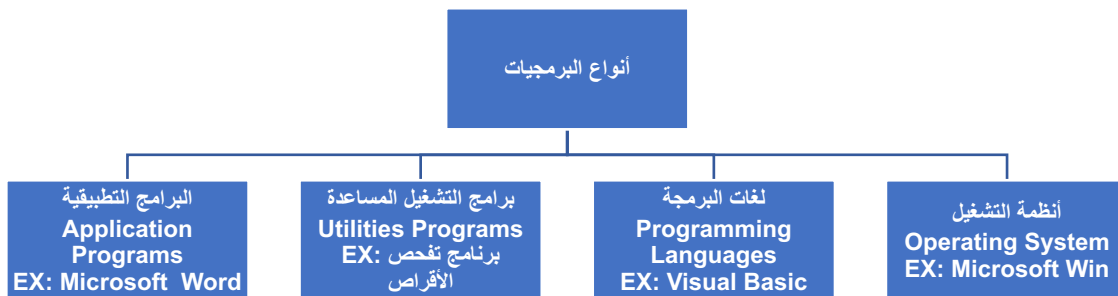 أنواع البرمجيات
أنظمة التشغيل
Operating System
EX: Microsoft Win
لغات البرمجة
Programming
Languages
EX: Visual Basic
برامج التشغيل المساعدة
Utilities Programs
EX: برنامج تفحص
الأقراص
البرامج التطبيقية
Application
Programs
EX: Microsoft Word